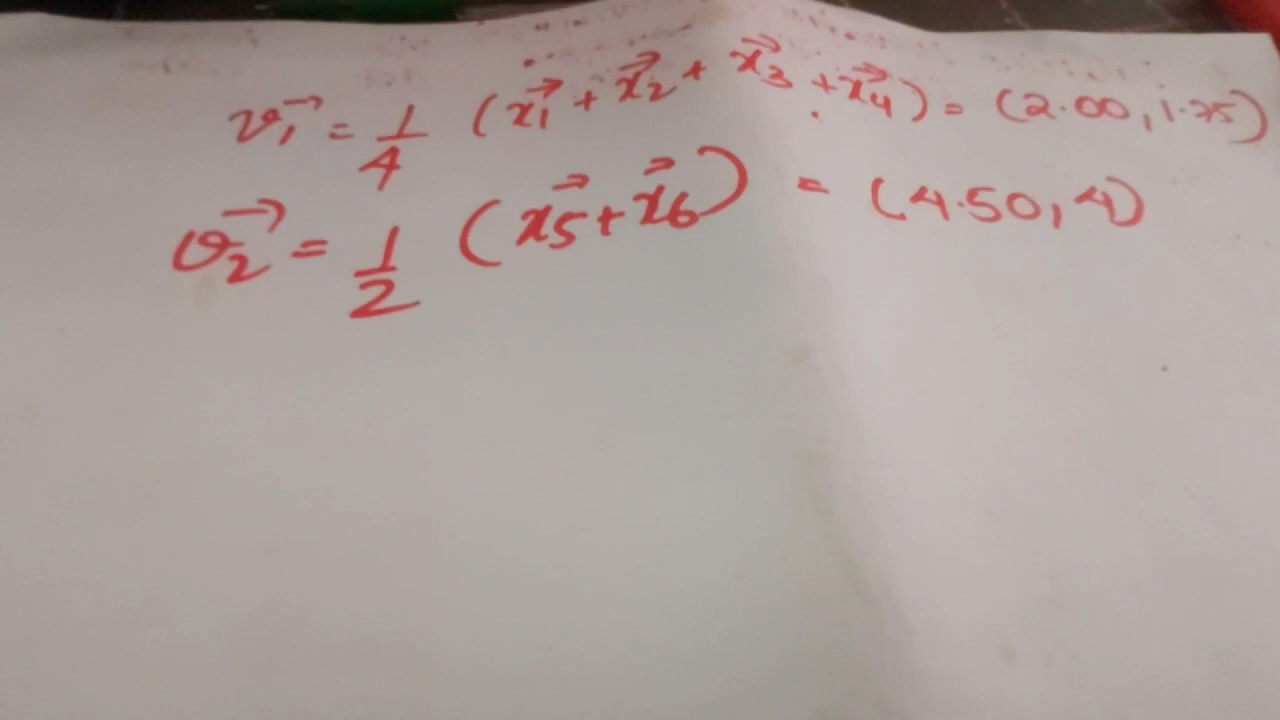 v₁⃗ = 1/4 (x₁⃗ + x₂⃗ + x₃⃗ + x₄⃗) = (2.00, 1.75)
v₂⃗ = 1/2 (x₅⃗ + x₆⃗) = (4.50, 4)